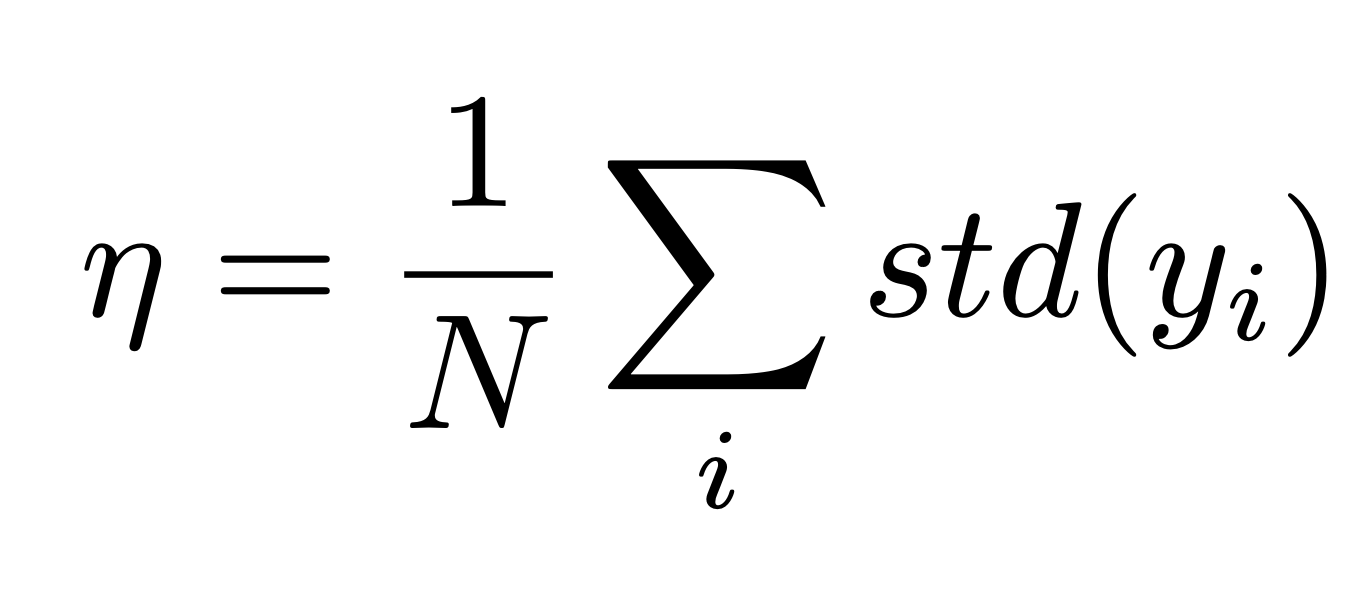 η = 1/N ∑_i std(y_i)